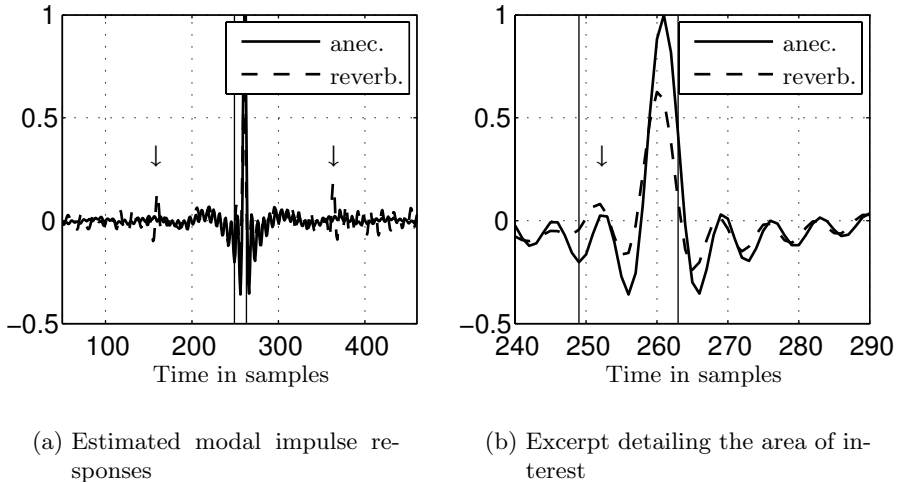 1
0.5
0
−0.5
100 200 300 400
Time in samples
anec.
reverb.
↓ ↓
(a) Estimated modal impulse re-
sponses
1
0.5
0
−0.5
240 250 260 270 280 290
Time in samples
anec.
reverb.
↓
(b) Excerpt detailing the area of in-
terest